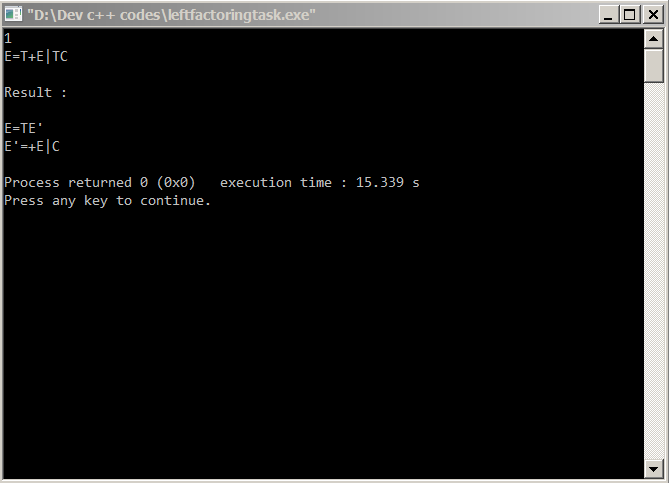 "D:\Dev c++ codes\leftfactoringtask.exe"
1
E=T+E|TC
Result :
E=TE'
E'=+E|C
Process returned 0 (0x0)   execution time : 15.339 s
Press any key to continue.